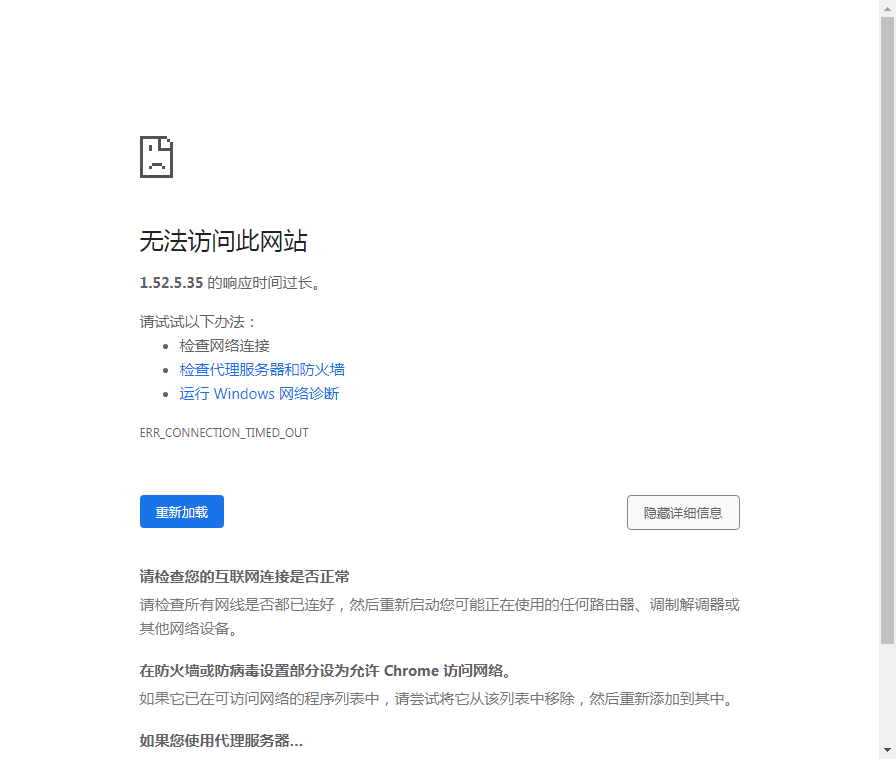 无法访问此网站
1.52.5.35 的响应时间过长。
请试试以下办法：
检查网络连接
检查代理服务器和防火墙
运行 Windows 网络诊断
ERR_CONNECTION_TIMED_OUT
重新加载
隐藏详细信息
请检查您的互联网连接是否正常
请检查所有网线是否都已连好，然后重新启动您可能正在使用的任何路由器、调制解调器或
其他网络设备。
在防火墙或防病毒设置部分设为允许 Chrome 访问网络。
如果它已在可访问网络的程序列表中，请尝试将它从该列表中移除，然后重新添加到其中。
如果您使用代理服务器...